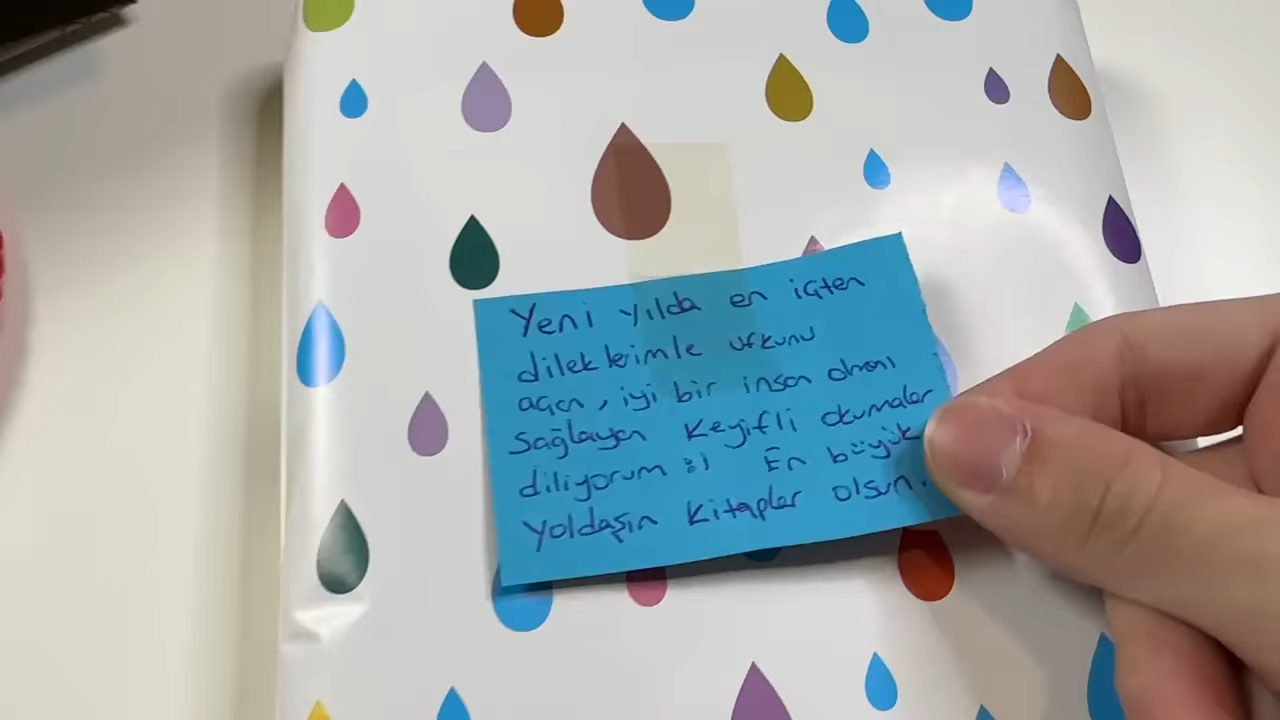 Yeni yılda en içten
dileklerimle ufkunu
açan, iyi bir insan olmanı
sağlayan keyifli okumalar
diliyorum :) En büyük
yoldaşın kitaplar olsun.